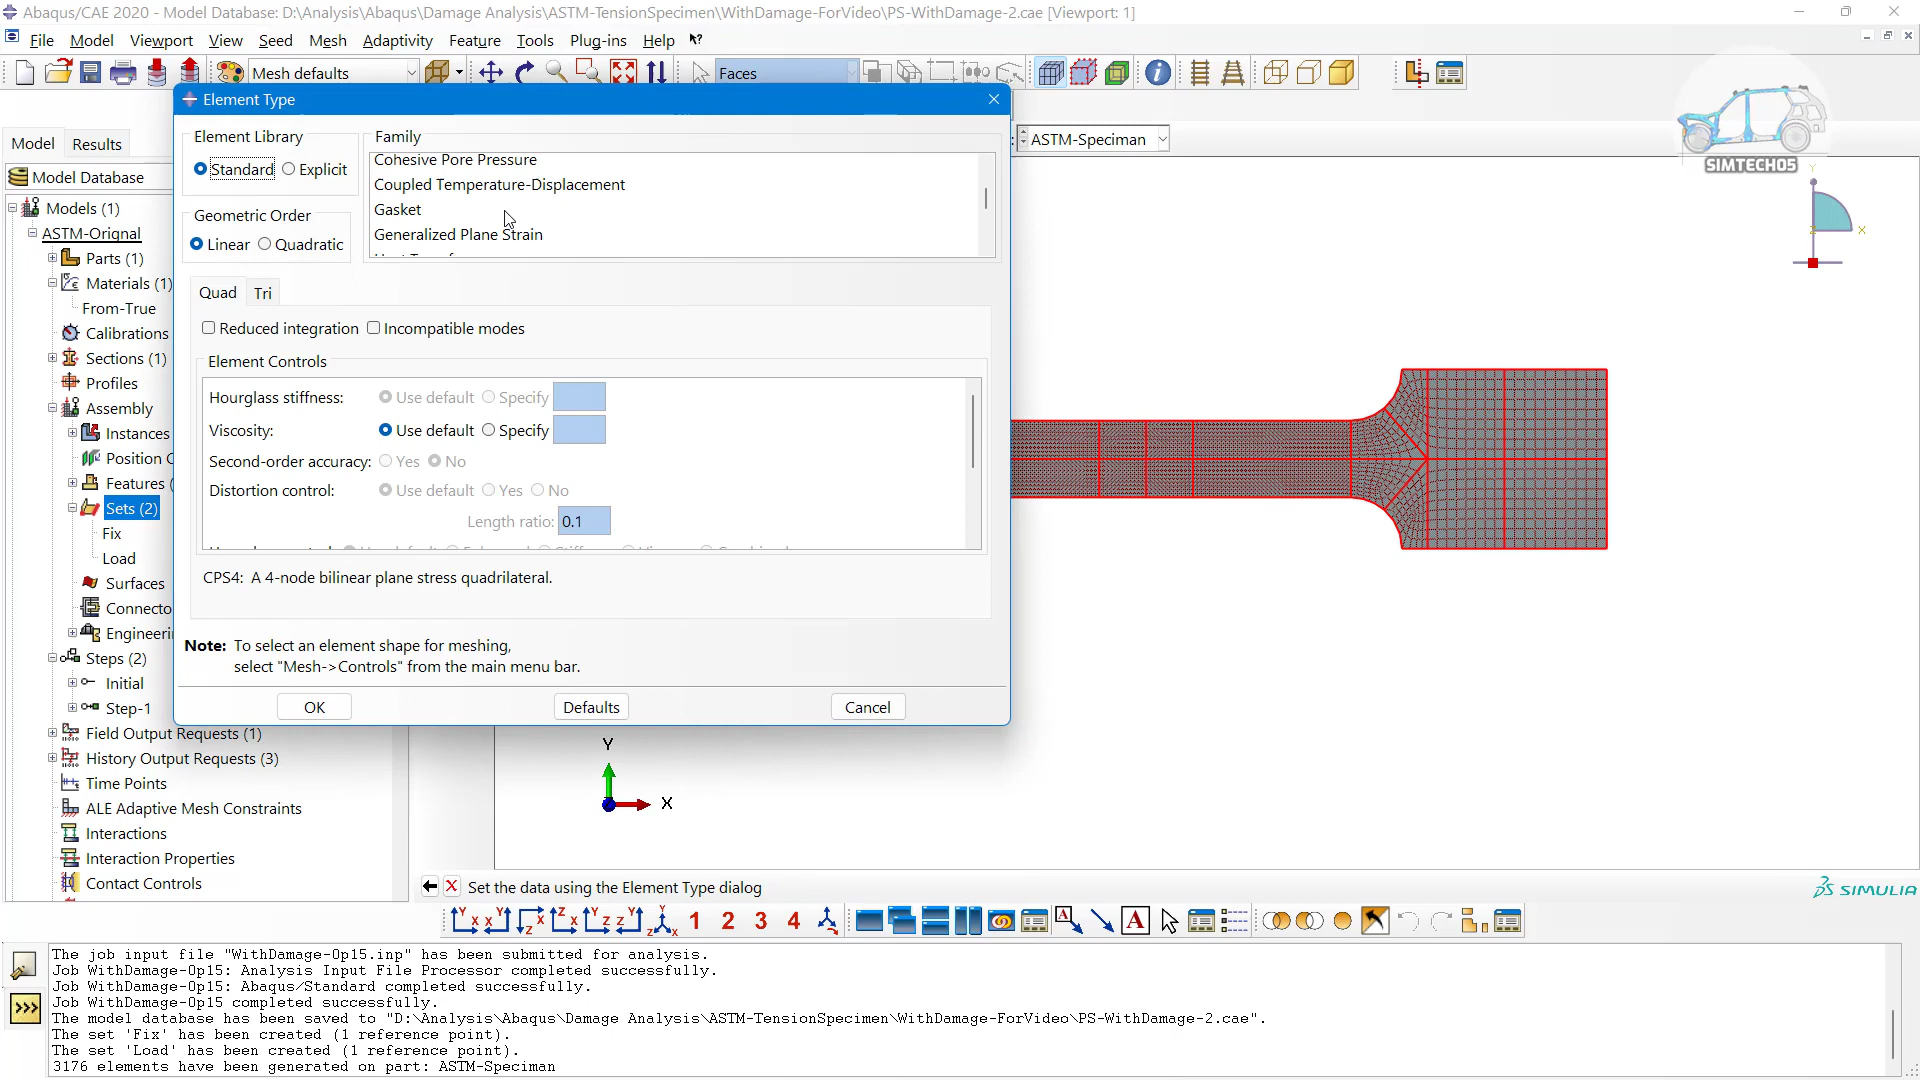 Abaqus/CAE 2020 - Model Database: D:\Analysis\Abaqus\Damage Analysis\ASTM-TensionSpecimen\WithDamage-ForVideo\PS-WithDamage-2.cae [Viewport: 1]
File Model Viewport View Seed Mesh Adaptivity Feature Tools Plug-ins Help
Mesh defaults Faces
Element Type
ASTM-Speciman
Model Results
Model Database
Models (1)
ASTM-Orignal
Parts (1)
Materials (1)
From-True
Calibrations
Sections (1)
Profiles
Assembly
Instances
Position C
Features (
Sets (2)
Fix
Load
Surfaces
Connecto
Engineeri
Steps (2)
Initial
Step-1
Field Output Requests (1)
History Output Requests (3)
Time Points
ALE Adaptive Mesh Constraints
Interactions
Interaction Properties
Contact Controls
Element Library
Standard Explicit
Geometric Order
Linear Quadratic
Family
Cohesive Pore Pressure
Coupled Temperature-Displacement
Gasket
Generalized Plane Strain
Quad Tri
Reduced integration Incompatible modes
Element Controls
Hourglass stiffness: Use default Specify
Viscosity: Use default Specify
Second-order accuracy: Yes No
Distortion control: Use default Yes No
Length ratio: 0.1
CPS4: A 4-node bilinear plane stress quadrilateral.
Note: To select an element shape for meshing,
select "Mesh->Controls" from the main menu bar.
OK Defaults Cancel
SIMTECH05
Y
X
Z
Y
X
Set the data using the Element Type dialog
SIMULIA
1 2 3 4
The job input file "WithDamage-Op15.inp" has been submitted for analysis.
Job WithDamage-Op15: Analysis Input File Processor completed successfully.
Job WithDamage-Op15: Abaqus/Standard completed successfully.
Job WithDamage-Op15 completed successfully.
The model database has been saved to "D:\Analysis\Abaqus\Damage Analysis\ASTM-TensionSpecimen\WithDamage-ForVideo\PS-WithDamage-2.cae".
The set 'Fix' has been created (1 reference point).
The set 'Load' has been created (1 reference point).
3176 elements have been generated on part: ASTM-Speciman